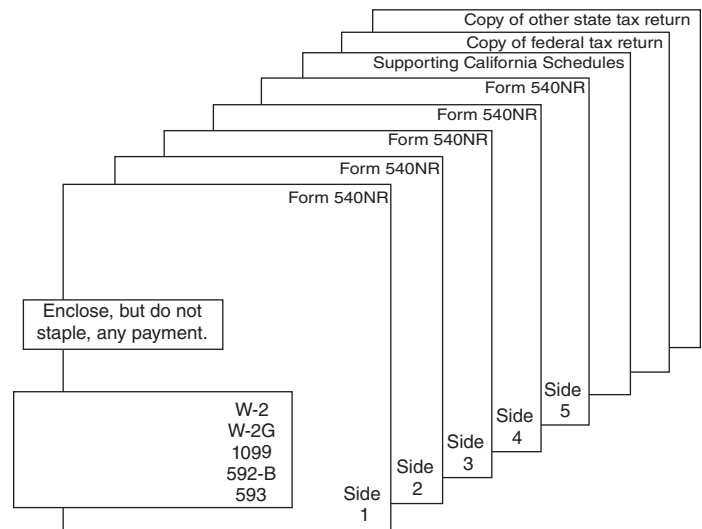 Copy of other state tax return
Copy of federal tax return
Supporting California Schedules
Form 540NR
Form 540NR
Form 540NR
Form 540NR
Form 540NR
Enclose, but do not
staple, any payment.
W-2
W-2G
1099
592-B
593
Side
1
Side
2
Side
3
Side
4
Side
5